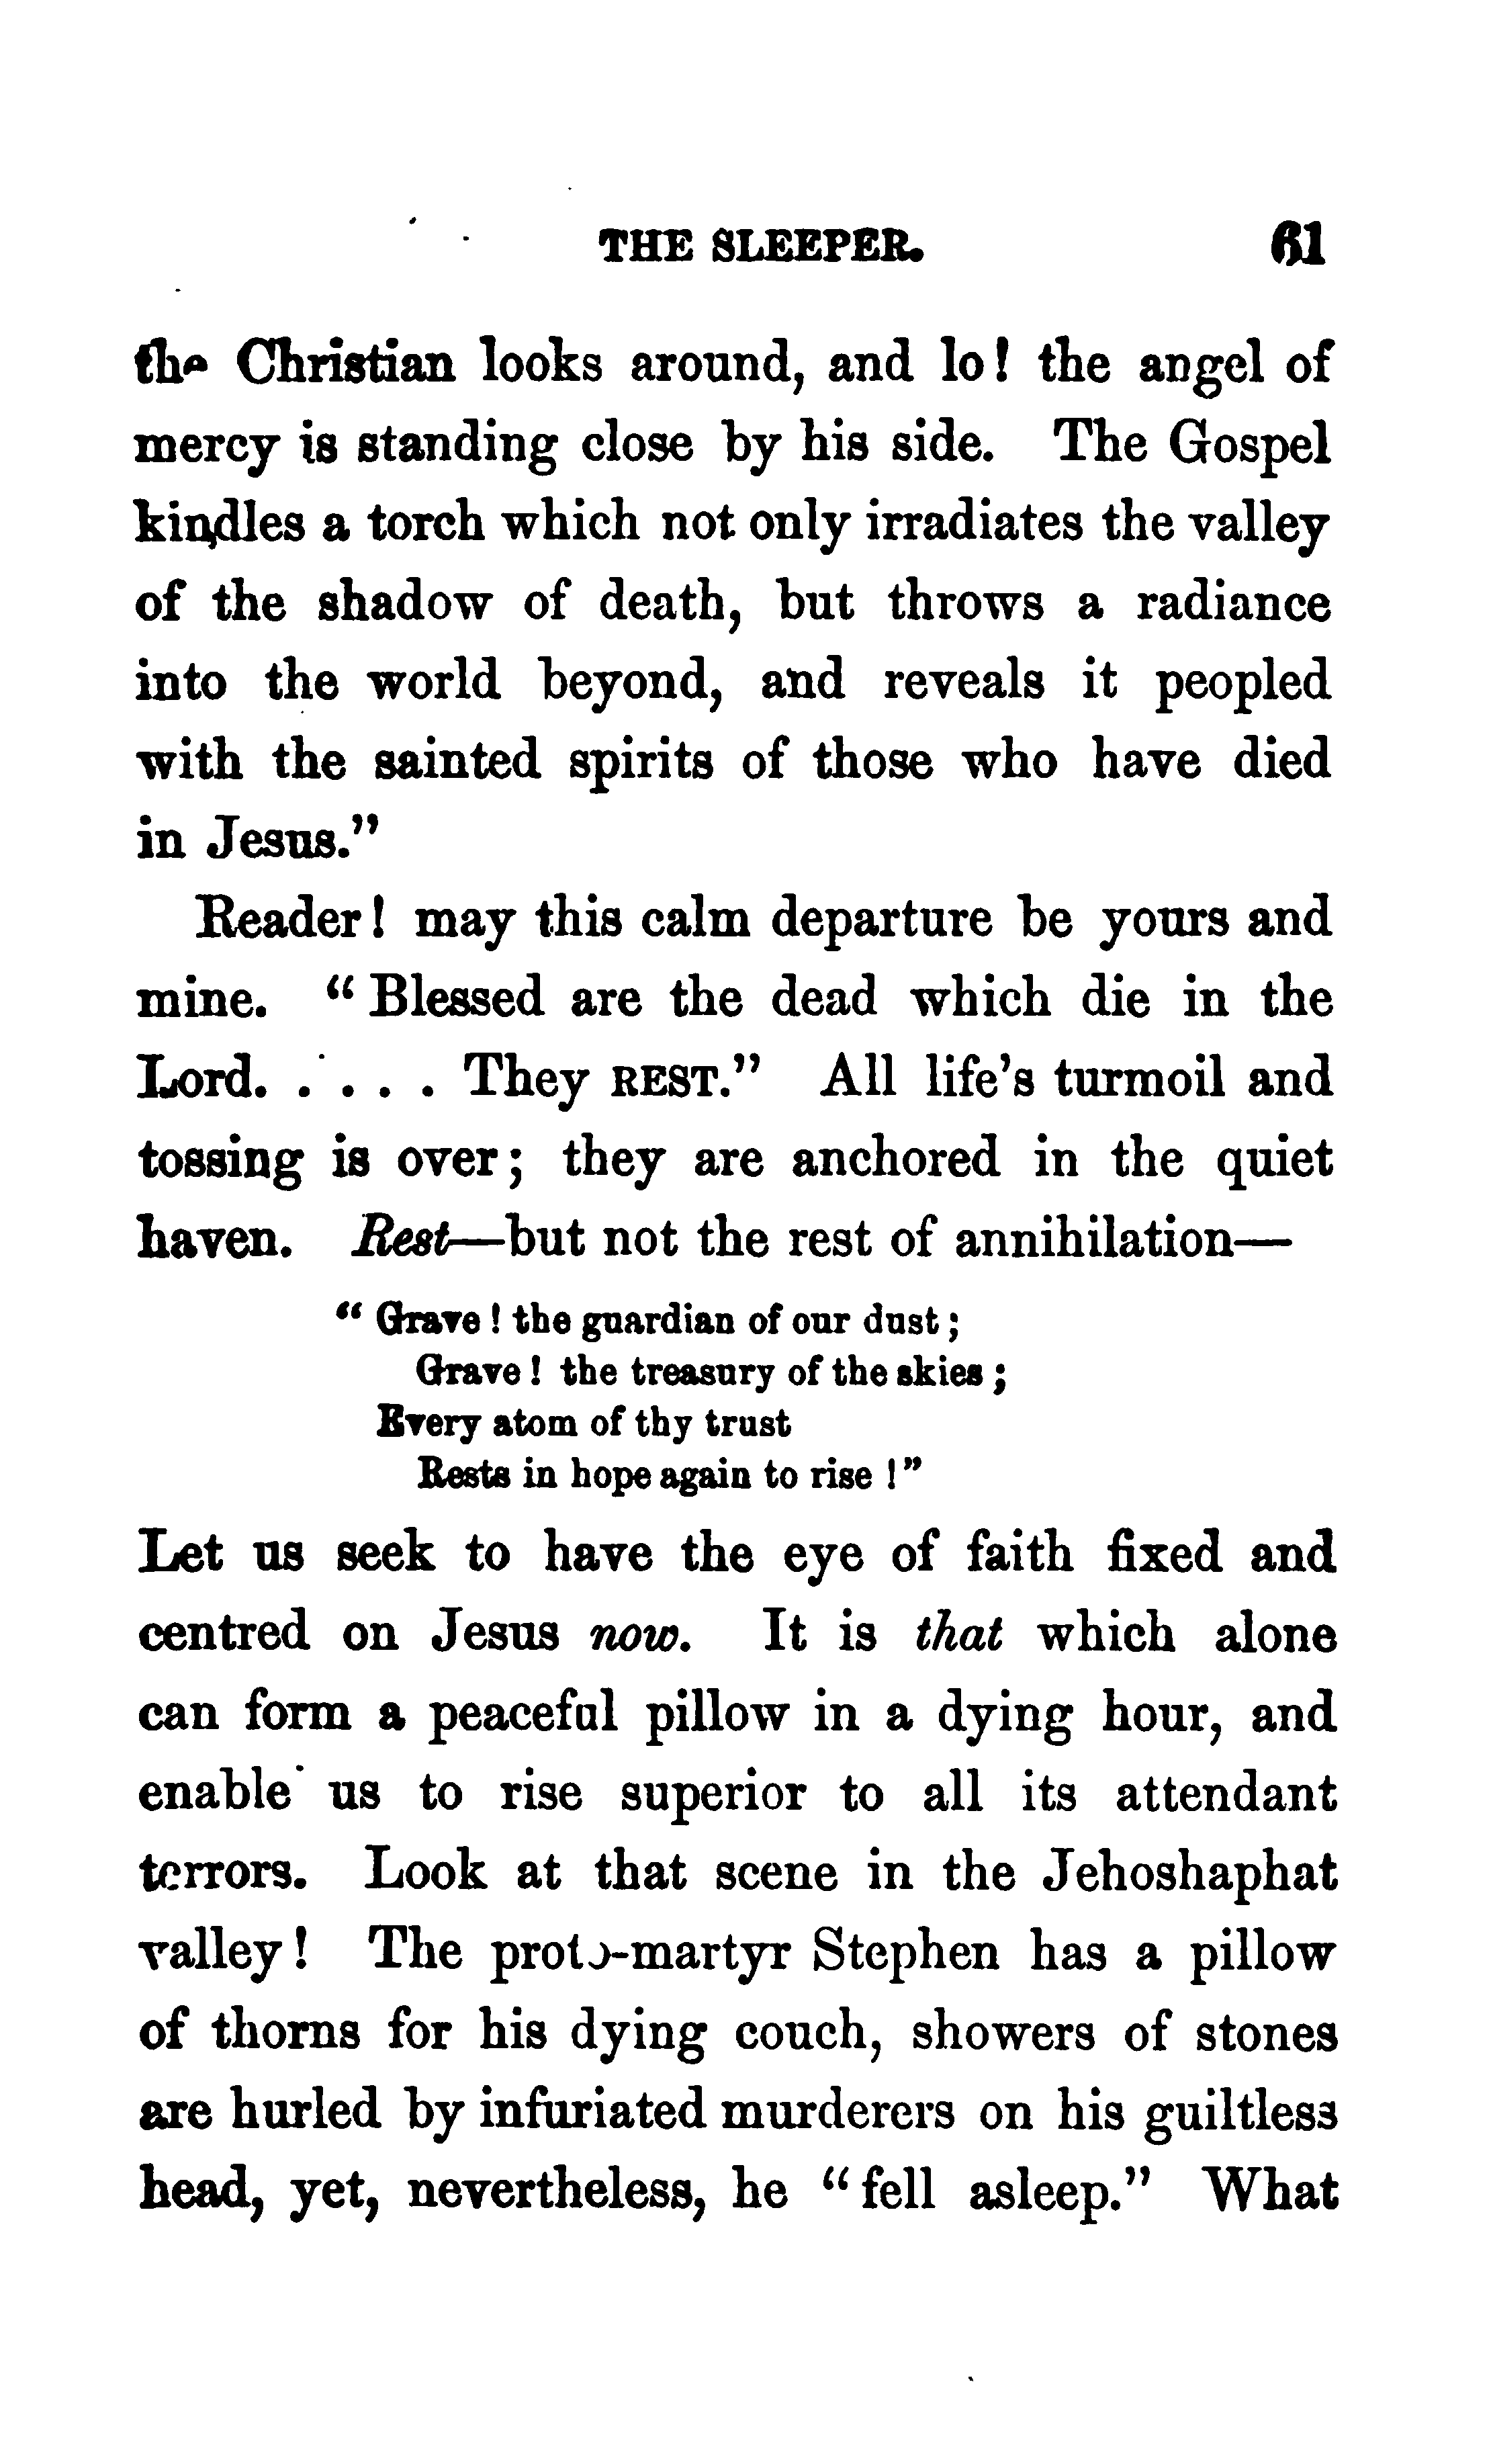 THE SLEEPER. 61
the Christian looks around, and lo! the angel of
mercy is standing close by his side. The Gospel
kindles a torch which not only irradiates the valley
of the shadow of death, but throws a radiance
into the world beyond, and reveals it peopled
with the sainted spirits of those who have died
in Jesus.”
Reader! may this calm departure be yours and
mine. “Blessed are the dead which die in the
Lord. . . . . They REST.” All life’s turmoil and
tossing is over; they are anchored in the quiet
haven. Rest—but not the rest of annihilation—
“Grave! the guardian of our dust;
Grave! the treasury of the skies;
Every atom of thy trust
Rests in hope again to rise!”
Let us seek to have the eye of faith fixed and
centred on Jesus now. It is that which alone
can form a peaceful pillow in a dying hour, and
enable us to rise superior to all its attendant
terrors. Look at that scene in the Jehoshaphat
valley! The proto-martyr Stephen has a pillow
of thorns for his dying couch, showers of stones
are hurled by infuriated murderers on his guiltless
head, yet, nevertheless, he “fell asleep.” What